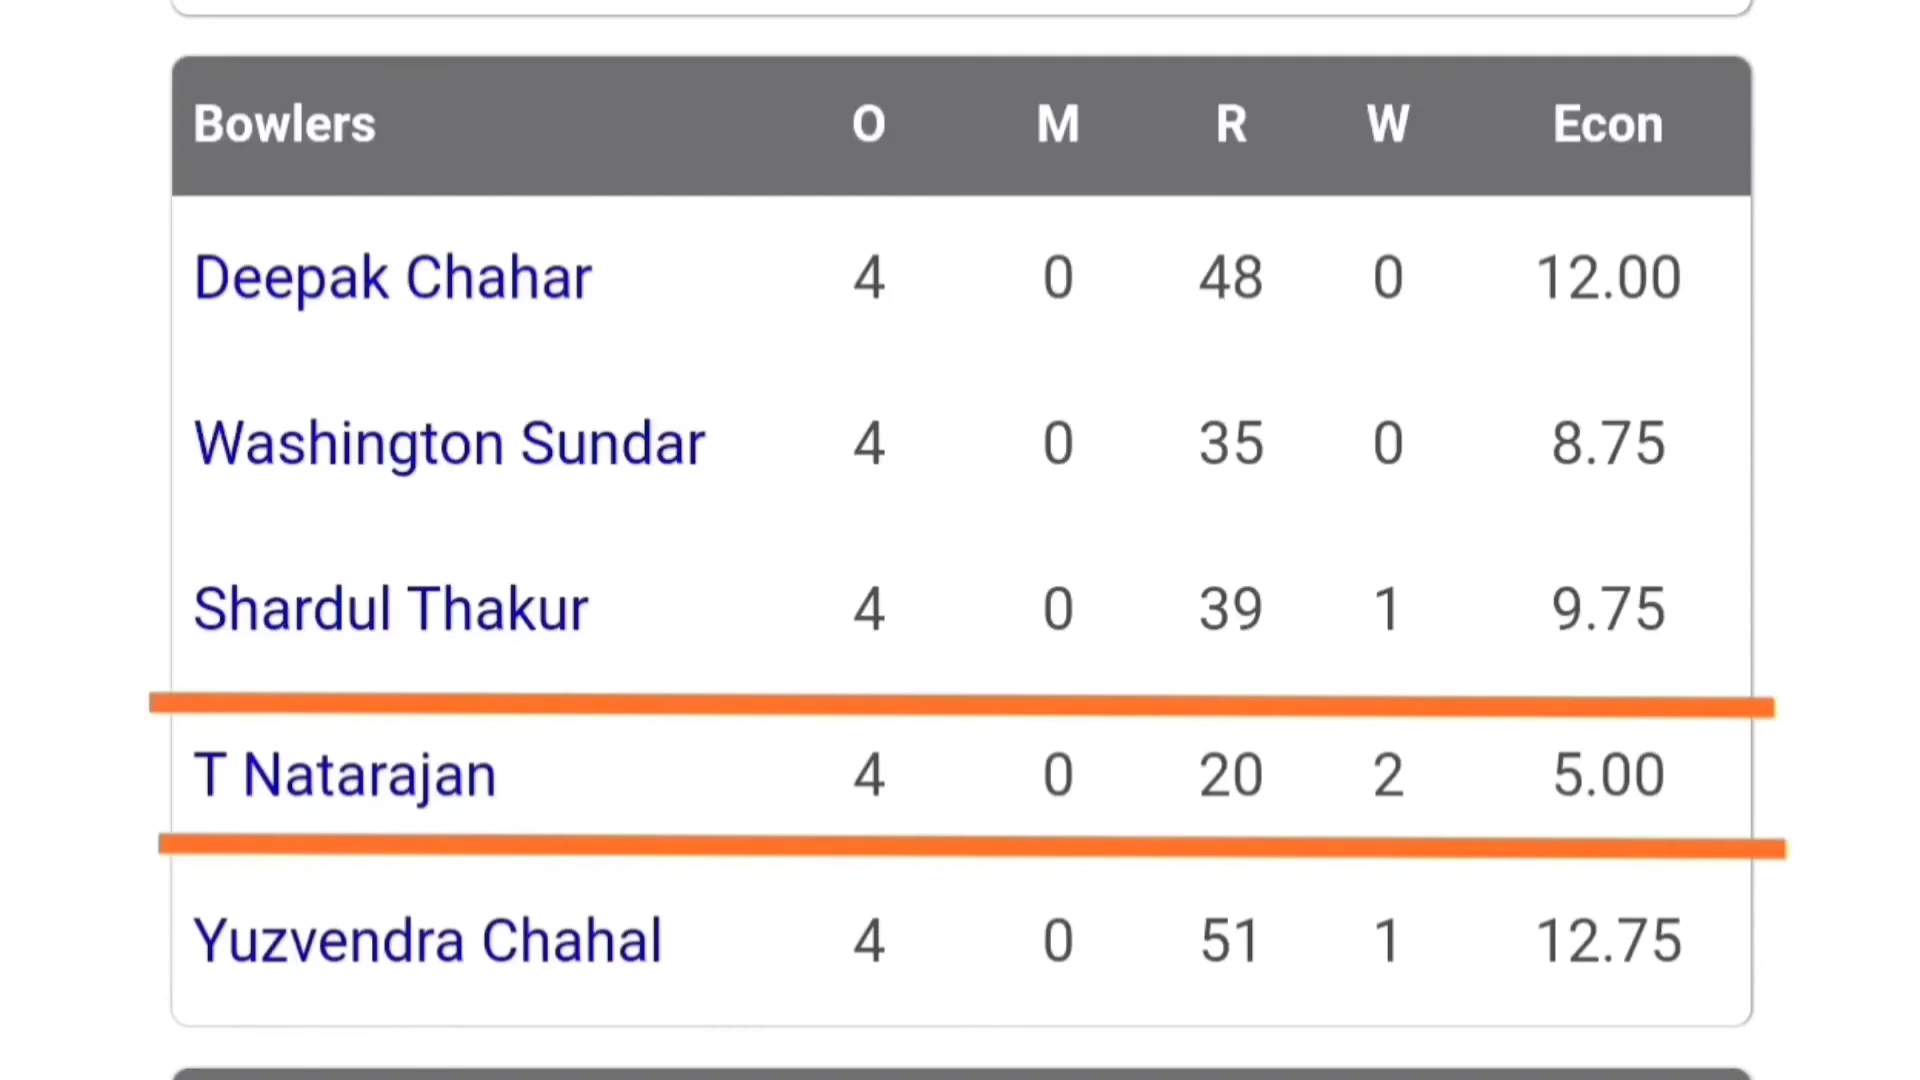 Bowlers O M R W Econ
Deepak Chahar 4 0 48 0 12.00
Washington Sundar 4 0 35 0 8.75
Shardul Thakur 4 0 39 1 9.75
T Natarajan 4 0 20 2 5.00
Yuzvendra Chahal 4 0 51 1 12.75